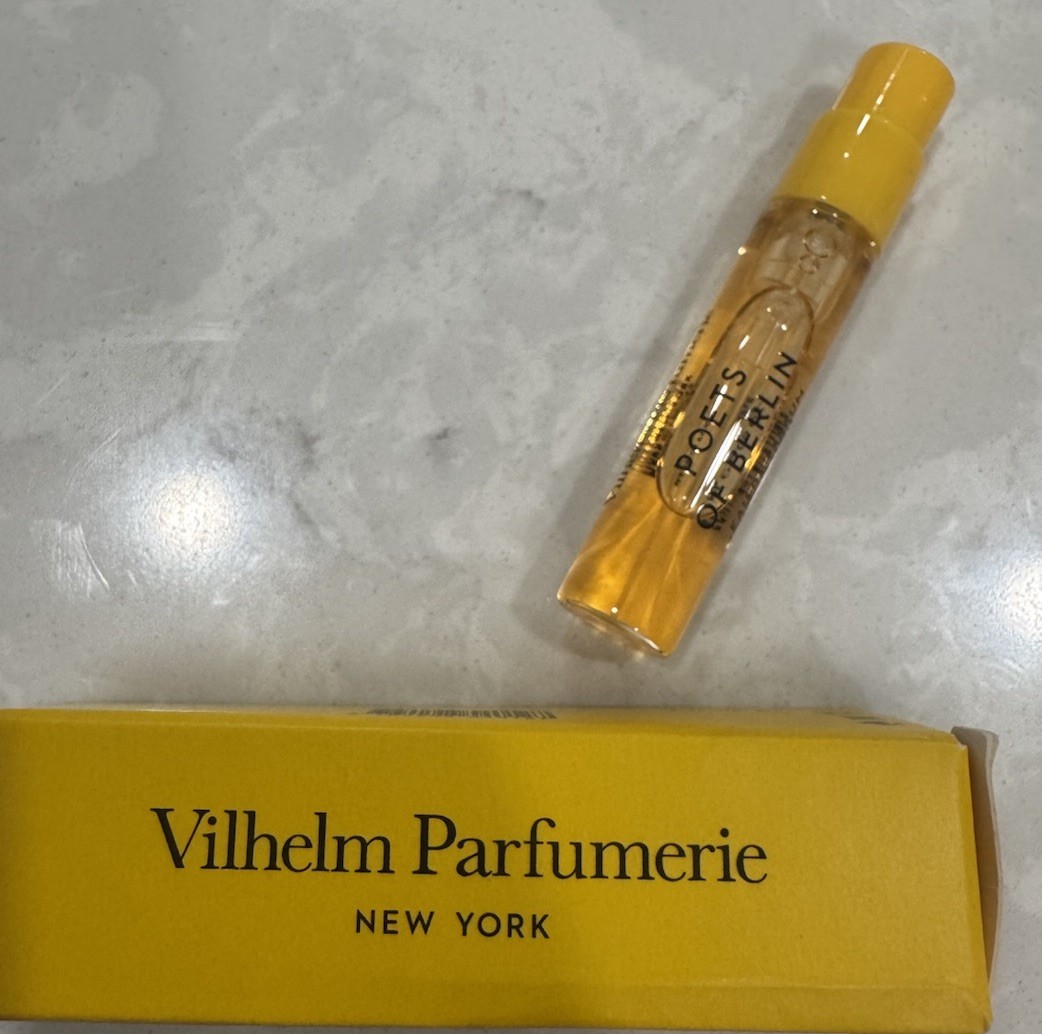 POETS
OF BERLIN
Vilhelm Parfumerie
NEW YORK